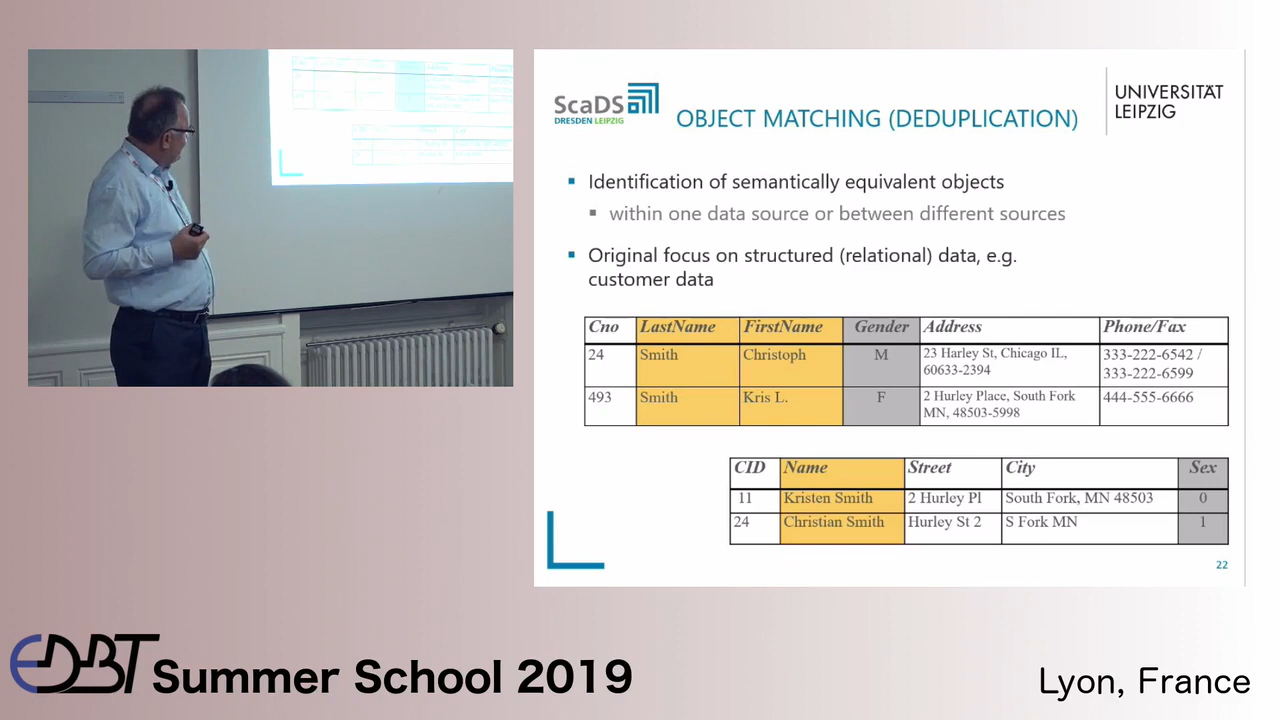 ScaDS
DRESDEN LEIPZIG
OBJECT MATCHING (DEDUPLICATION)
UNIVERSITÄT
LEIPZIG
Identification of semantically equivalent objects
within one data source or between different sources
Original focus on structured (relational) data, e.g.
customer data
Cno LastName FirstName Gender Address Phone/Fax
24 Smith Christoph M 23 Harley St, Chicago IL, 333-222-6542 /
60633-2394 333-222-6599
493 Smith Kris L. F 2 Hurley Place, South Fork 444-555-6666
MN, 48503-5998
CID Name Street City Sex
11 Kristen Smith 2 Hurley Pl South Fork, MN 48503 0
24 Christian Smith Hurley St 2 S Fork MN 1
22
EDBT Summer School 2019
Lyon, France